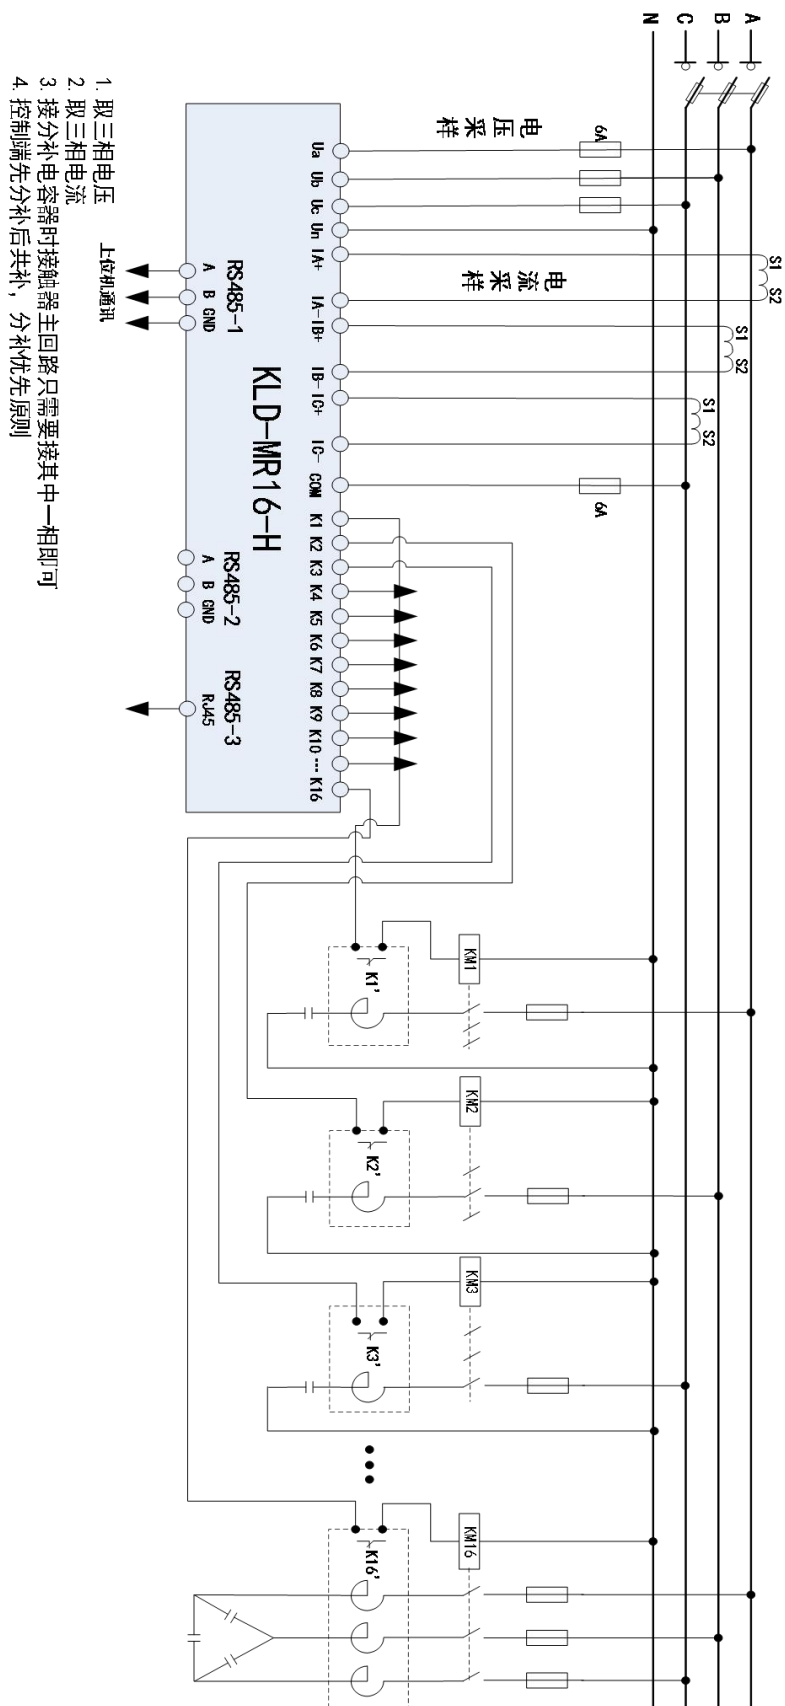 A
B
C
N
电压采样
6A
电流采样
S1
S2
S1
S2
S1
S2
6A
Ua
Ub
Uc
Un
IA+
IA-
IB+
IB-
IC+
IC-
COM
K1
K2
K3
K4
K5
K6
K7
K8
K9
K10
---
K16
KLD-MR16-H
RS485-1
A
B
GND
上位机通讯
RS485-2
A
B
GND
RS485-3
RJ45
KM1
K1'
KM2
K2'
KM3
K3'
KM16
K16'
1. 取三相电压
2. 取三相电流
3. 接分补电容器时接触器主回路只需要接其中一相即可
4. 控制端先分补后共补，分补优先原则